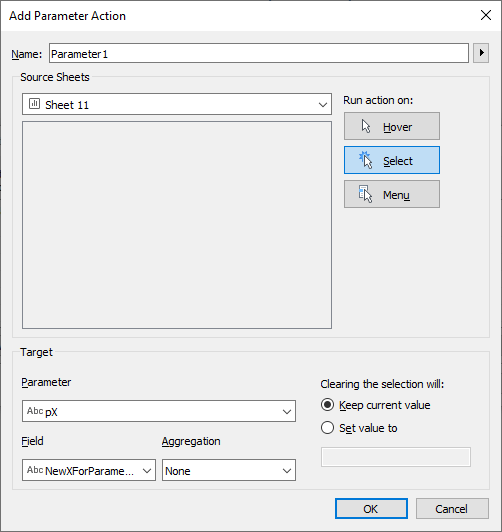 Add Parameter Action
Name: Parameter1
Source Sheets
Sheet 11
Run action on:
Hover
Select
Menu
Target
Parameter
Abc pX
Field
Aggregation
Abc NewXForParame...
None
Clearing the selection will:
Keep current value
Set value to
OK
Cancel